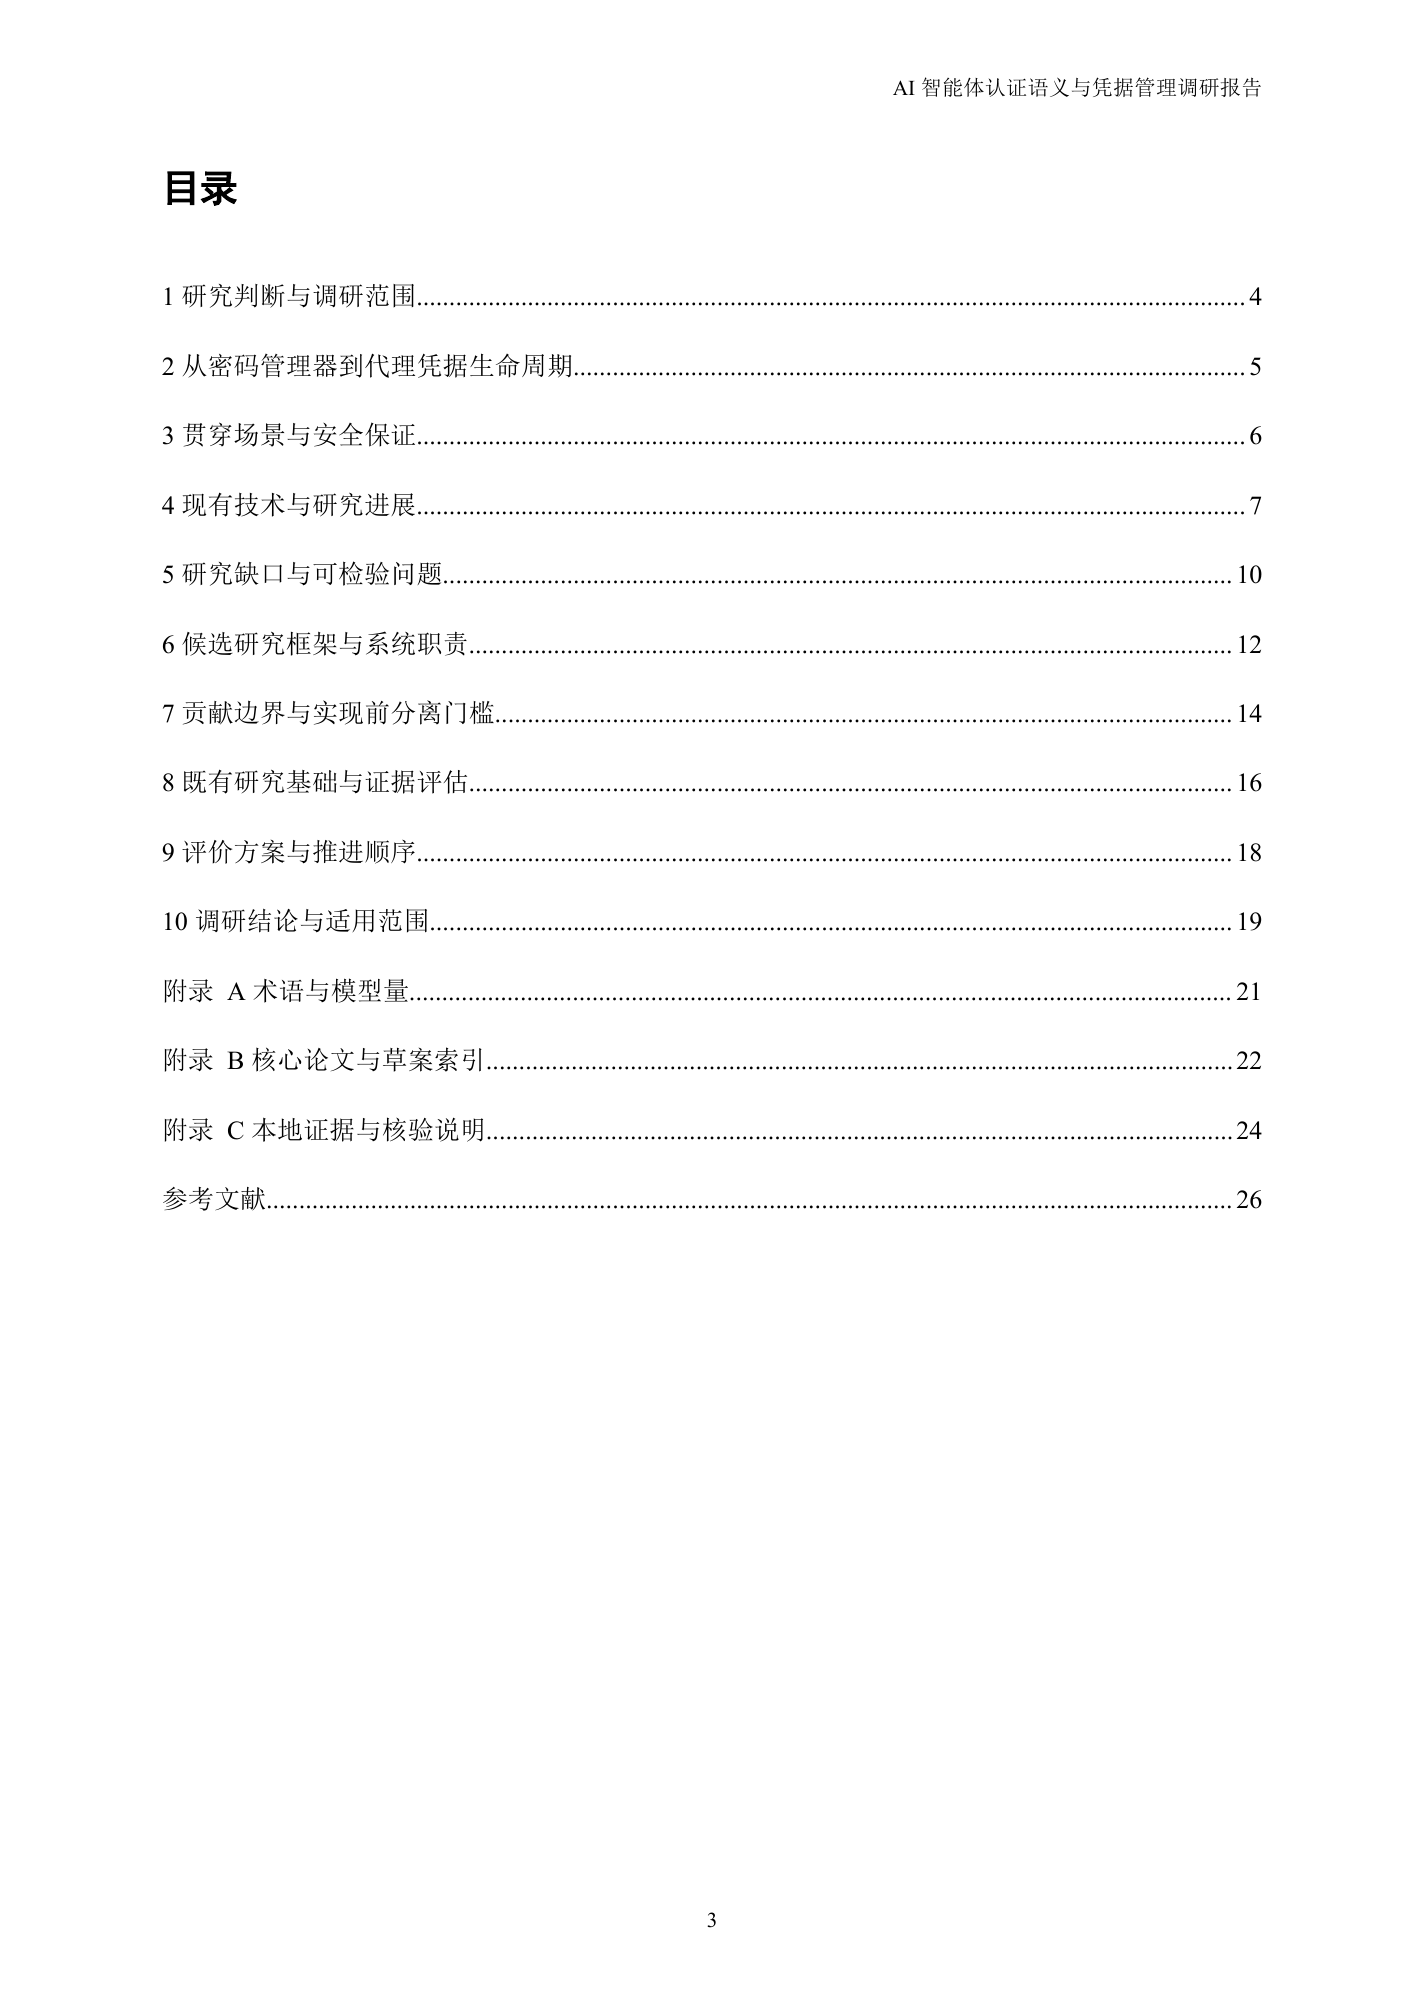 AI 智能体认证语义与凭据管理调研报告
目录
1 研究判断与调研范围........................................4
2 从密码管理器到代理凭据生命周期........................................5
3 贯穿场景与安全保证........................................6
4 现有技术与研究进展........................................7
5 研究缺口与可检验问题........................................10
6 候选研究框架与系统职责........................................12
7 贡献边界与实现前分离门槛........................................14
8 既有研究基础与证据评估........................................16
9 评价方案与推进顺序........................................18
10 调研结论与适用范围........................................19
附录 A 术语与模型量........................................21
附录 B 核心论文与草案索引........................................22
附录 C 本地证据与核验说明........................................24
参考文献........................................26
3